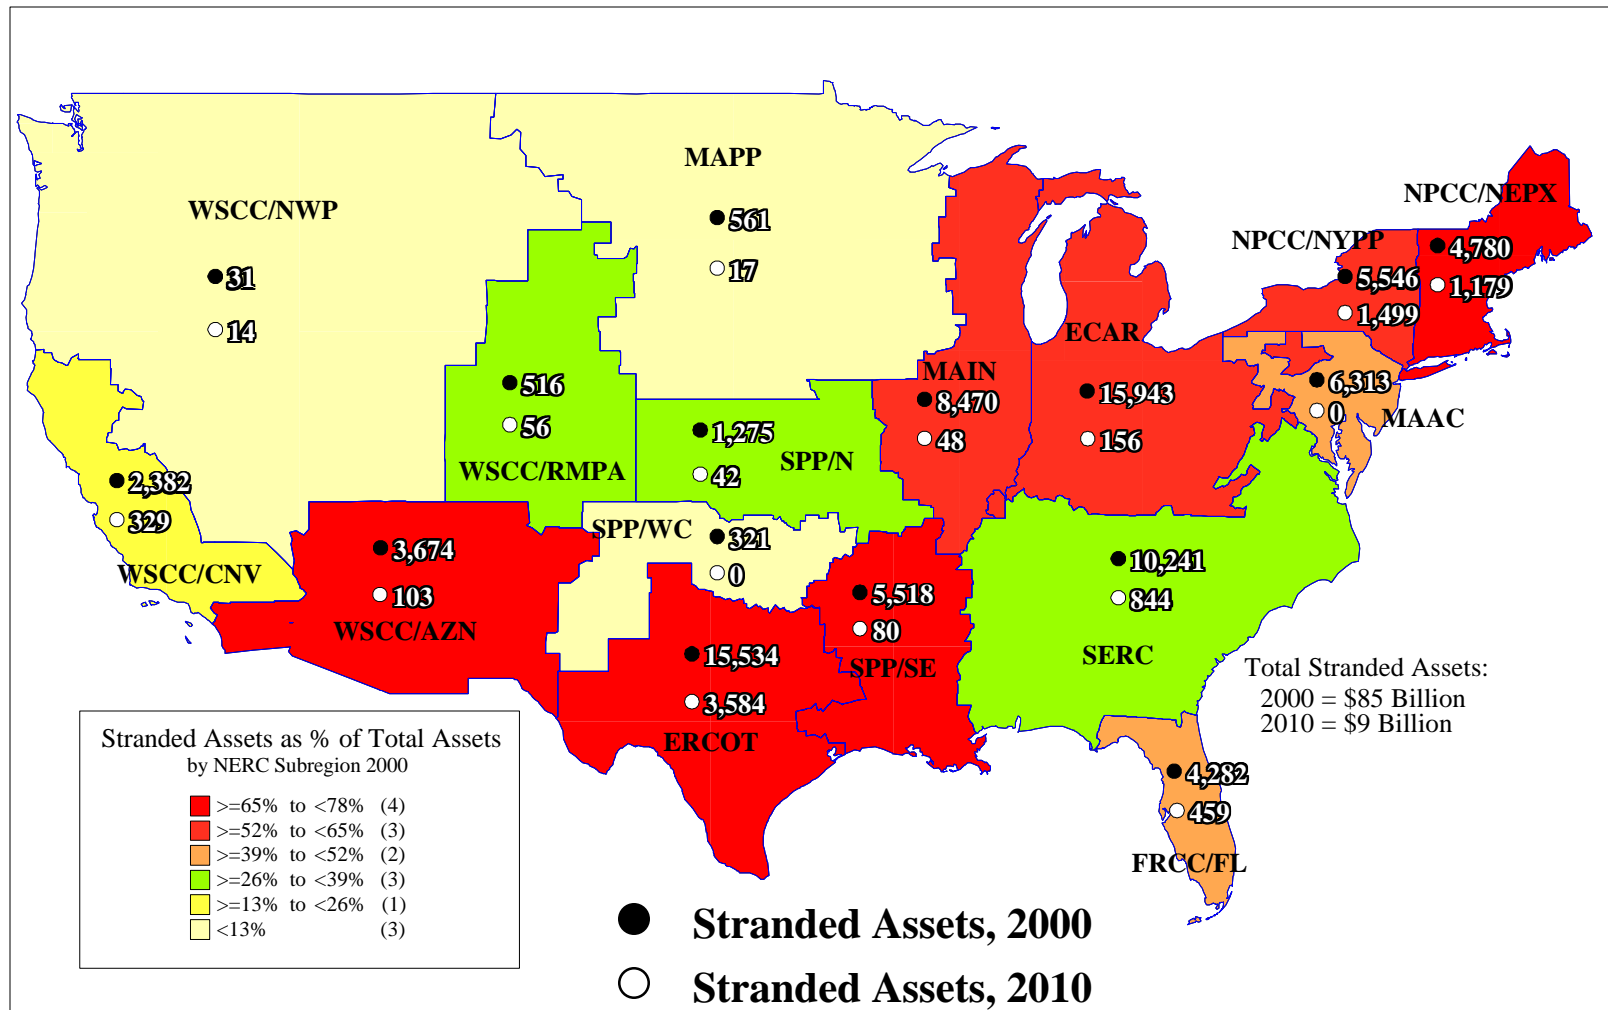 MAPP
561
17
WSCC/NWP
31
14
NPCC/NEPX
4,780
1,179
NPCC/NYPP
5,546
1,499
ECAR
15,943
156
MAIN
8,470
48
6,313
0
MAAC
516
56
WSCC/RMPA
1,275
42
SPP/N
2,382
329
WSCC/CNV
SPP/WC
321
0
3,674
103
WSCC/AZN
5,518
80
SPP/SE
10,241
844
SERC
15,534
3,584
ERCOT
Total Stranded Assets:
2000 = $85 Billion
2010 = $9 Billion
4,282
459
FRCC/FL
Stranded Assets as % of Total Assets
by NERC Subregion 2000
>=65% to <78% (4)
>=52% to <65% (3)
>=39% to <52% (2)
>=26% to <39% (3)
>=13% to <26% (1)
<13% (3)
Stranded Assets, 2000
Stranded Assets, 2010